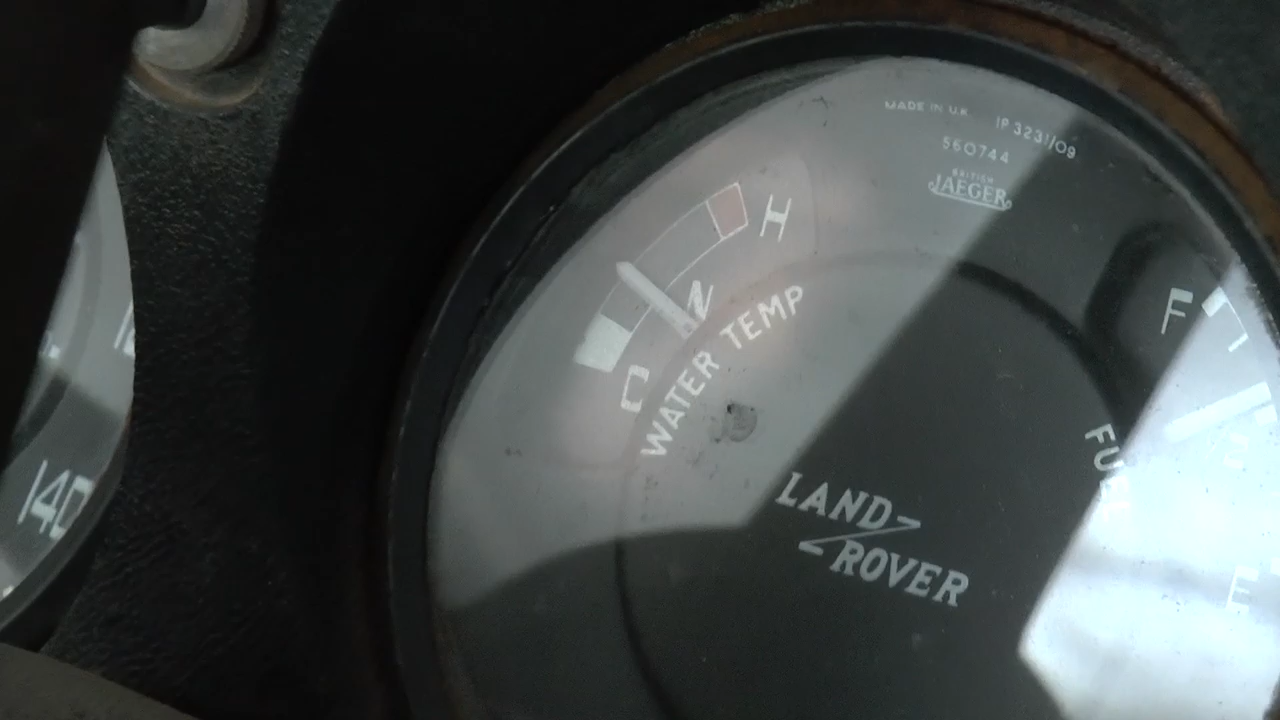 MADE IN U.K.
IP 3231/09
560744
BRITISH
JAEGER
H
N
C
WATER TEMP
F
E
LAND
ROVER
140